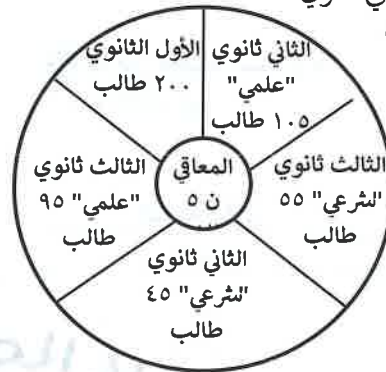 الأول الثانوي
٢٠٠ طالب
الثاني ثانوي
"علمي"
١٠٥ طالب
الثالث ثانوي
"شرعي" ٥٥
طالب
الثاني ثانوي
"شرعي" ٤٥
طالب
الثالث ثانوي
"علمي" ٩٥
طالب
المعاقي
ن ٥